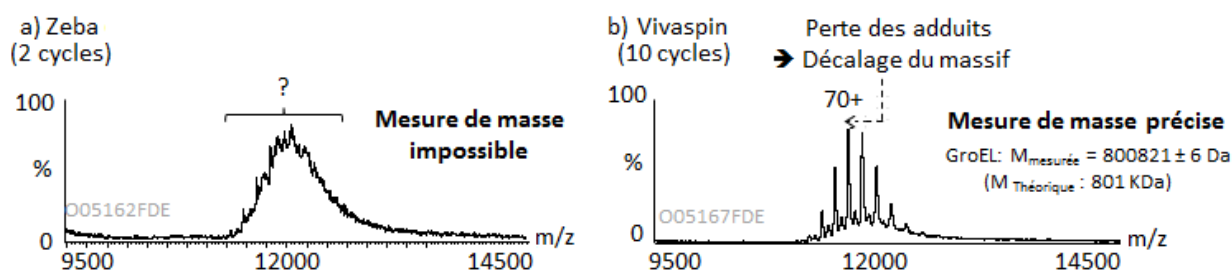 a) Zeba
(2 cycles)
?
100
%
0
Mesure de masse
impossible
O05162FDE
m/z
9500
12000
14500
b) Vivaspin
(10 cycles)
Perte des adduits
➔ Décalage du massif
100
70+
%
0
Mesure de masse précise
GroEL: M mesurée = 800821 ± 6 Da
(M Théorique : 801 KDa)
O05167FDE
m/z
9500
12000
14500